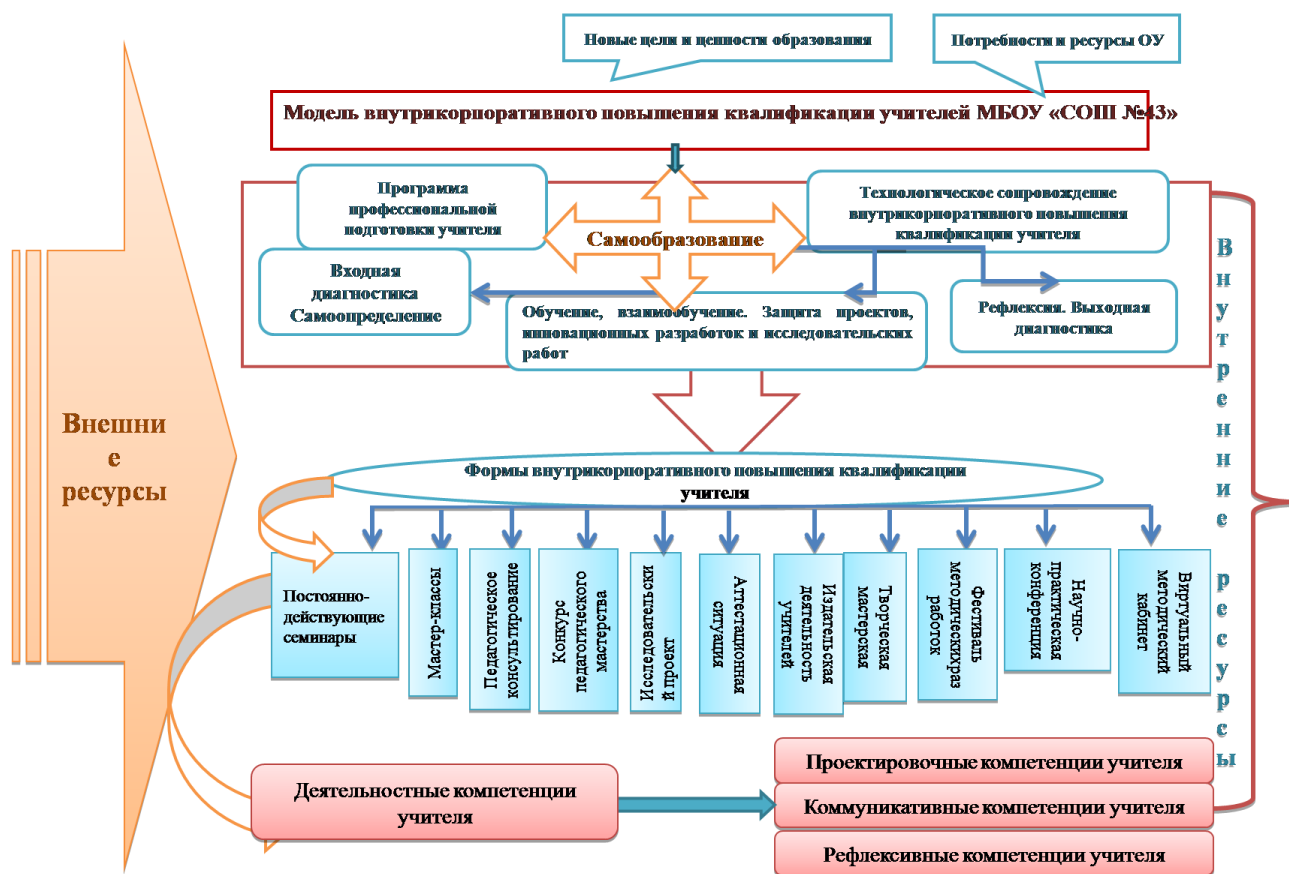 Новые цели и ценности образования
Потребности и ресурсы ОУ
Модель внутрикорпоративного повышения квалификации учителей МБОУ «СОШ №43»
Программа
профессиональной
подготовки учителя
Технологическое сопровождение
внутрикорпоративного повышения
квалификации учителя
Самообразование
Входная
диагностика
Самоопределение
Обучение, взаимообучение. Защита проектов,
инновационных разработок и исследовательских
работ
Рефлексия. Выходная
диагностика
Внешни
е
ресурсы
Внутренние ресурсы
Формы внутрикорпоративного повышения квалификации
учителя
Постоянно-
действующие
семинары
Мастер-классы
Педагогическое
консультирование
Конкурс
педагогического
мастерства
Исследовательски
й проект
Аттестационная
ситуация
Издательская
деятельность
учителей
Творческая
мастерская
Фестиваль
методическихраз
работок
Научно-
практическая
конференция
Виртуальный
методический
кабинет
Деятельностные компетенции
учителя
Проектировочные компетенции учителя
Коммуникативные компетенции учителя
Рефлексивные компетенции учителя